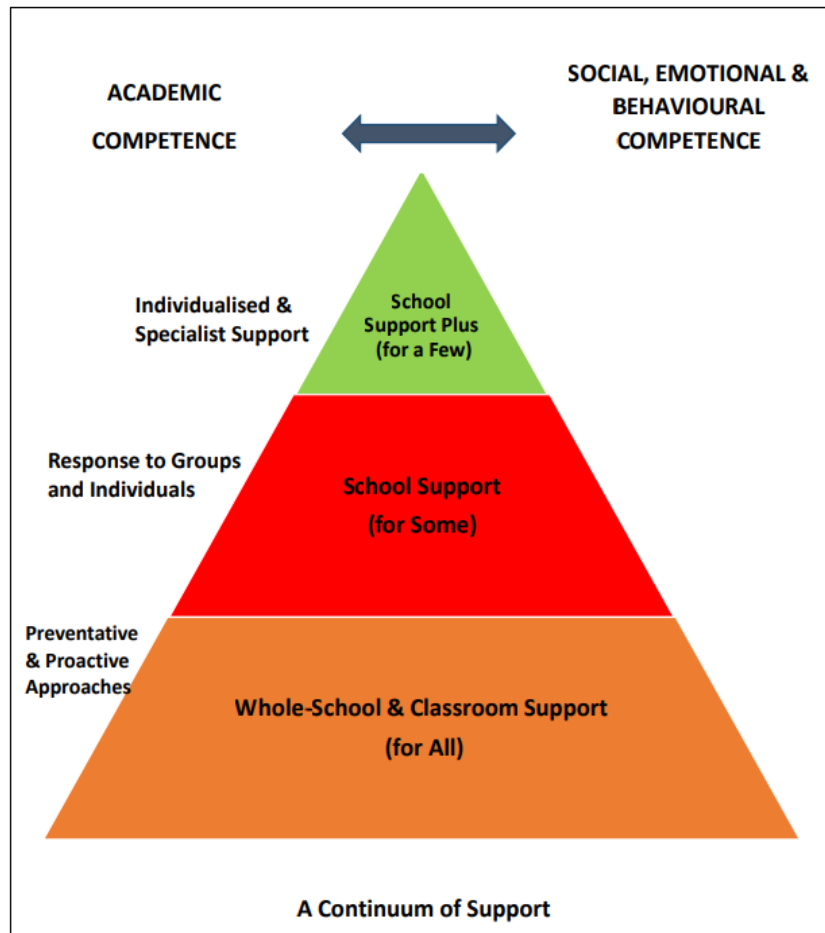 ACADEMIC
COMPETENCE
SOCIAL, EMOTIONAL &
BEHAVIOURAL
COMPETENCE
Individualised &
Specialist Support
School
Support Plus
(for a Few)
Response to Groups
and Individuals
School Support
(for Some)
Preventative
& Proactive
Approaches
Whole-School & Classroom Support
(for All)
A Continuum of Support